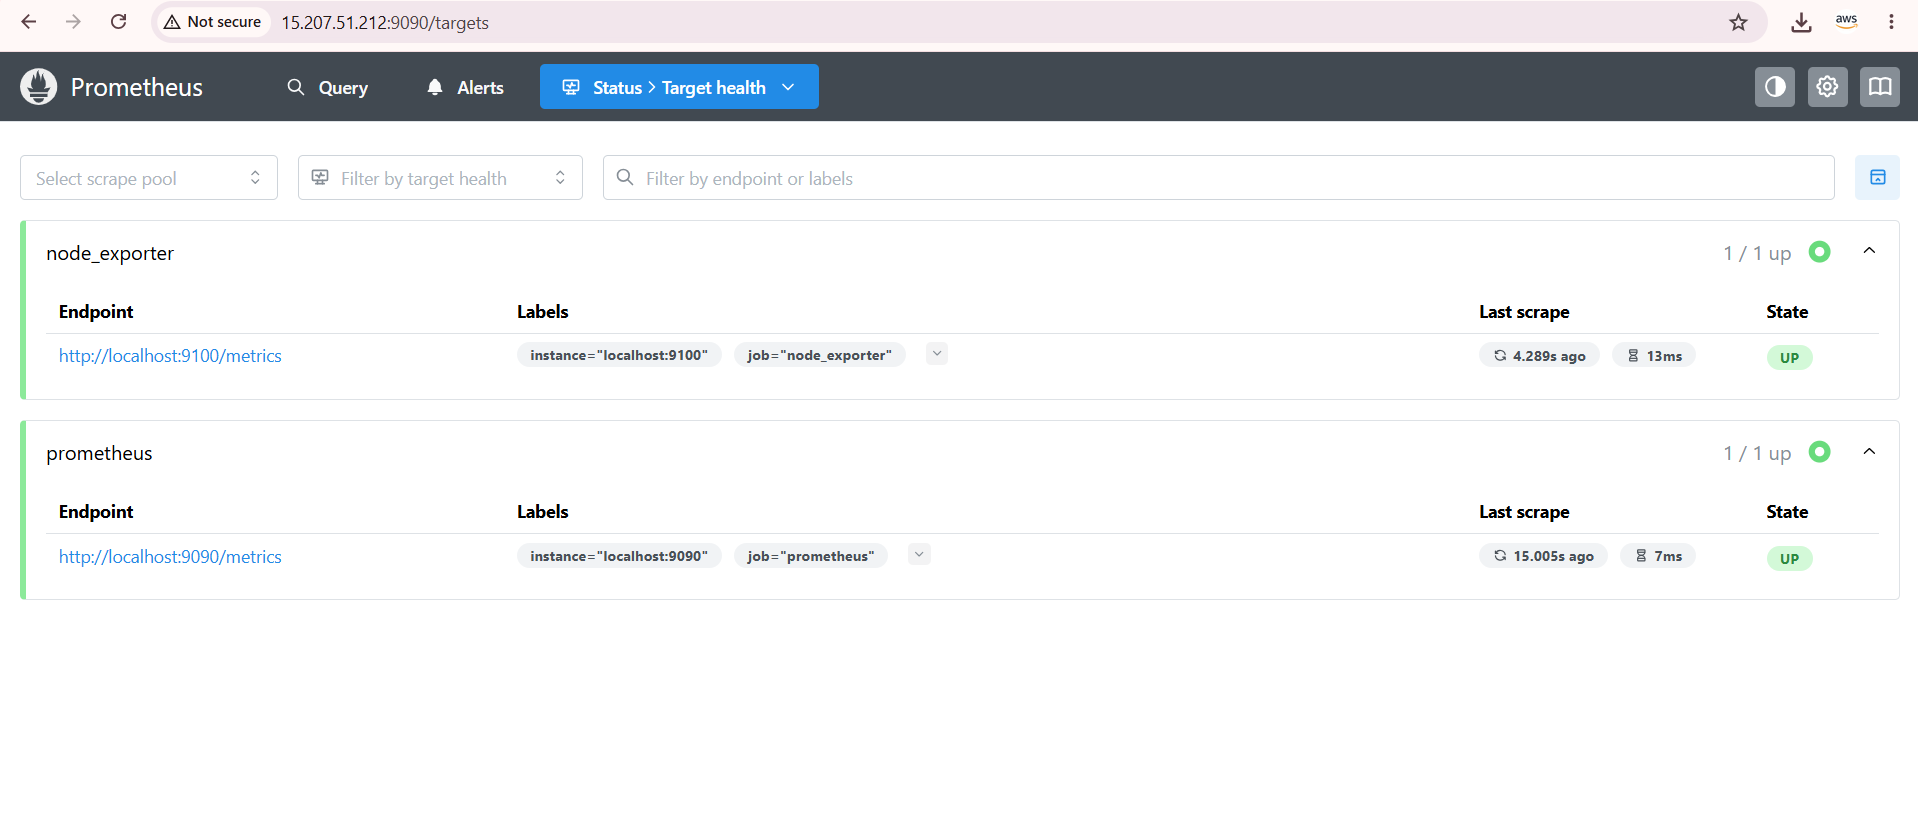 Not secure 15.207.51.212:9090/targets aws
Prometheus Query Alerts Status > Target health
Select scrape pool Filter by target health Filter by endpoint or labels
node_exporter 1 / 1 up
Endpoint Labels Last scrape State
http://localhost:9100/metrics instance="localhost:9100" job="node_exporter" 4.289s ago 13ms UP
prometheus 1 / 1 up
Endpoint Labels Last scrape State
http://localhost:9090/metrics instance="localhost:9090" job="prometheus" 15.005s ago 7ms UP